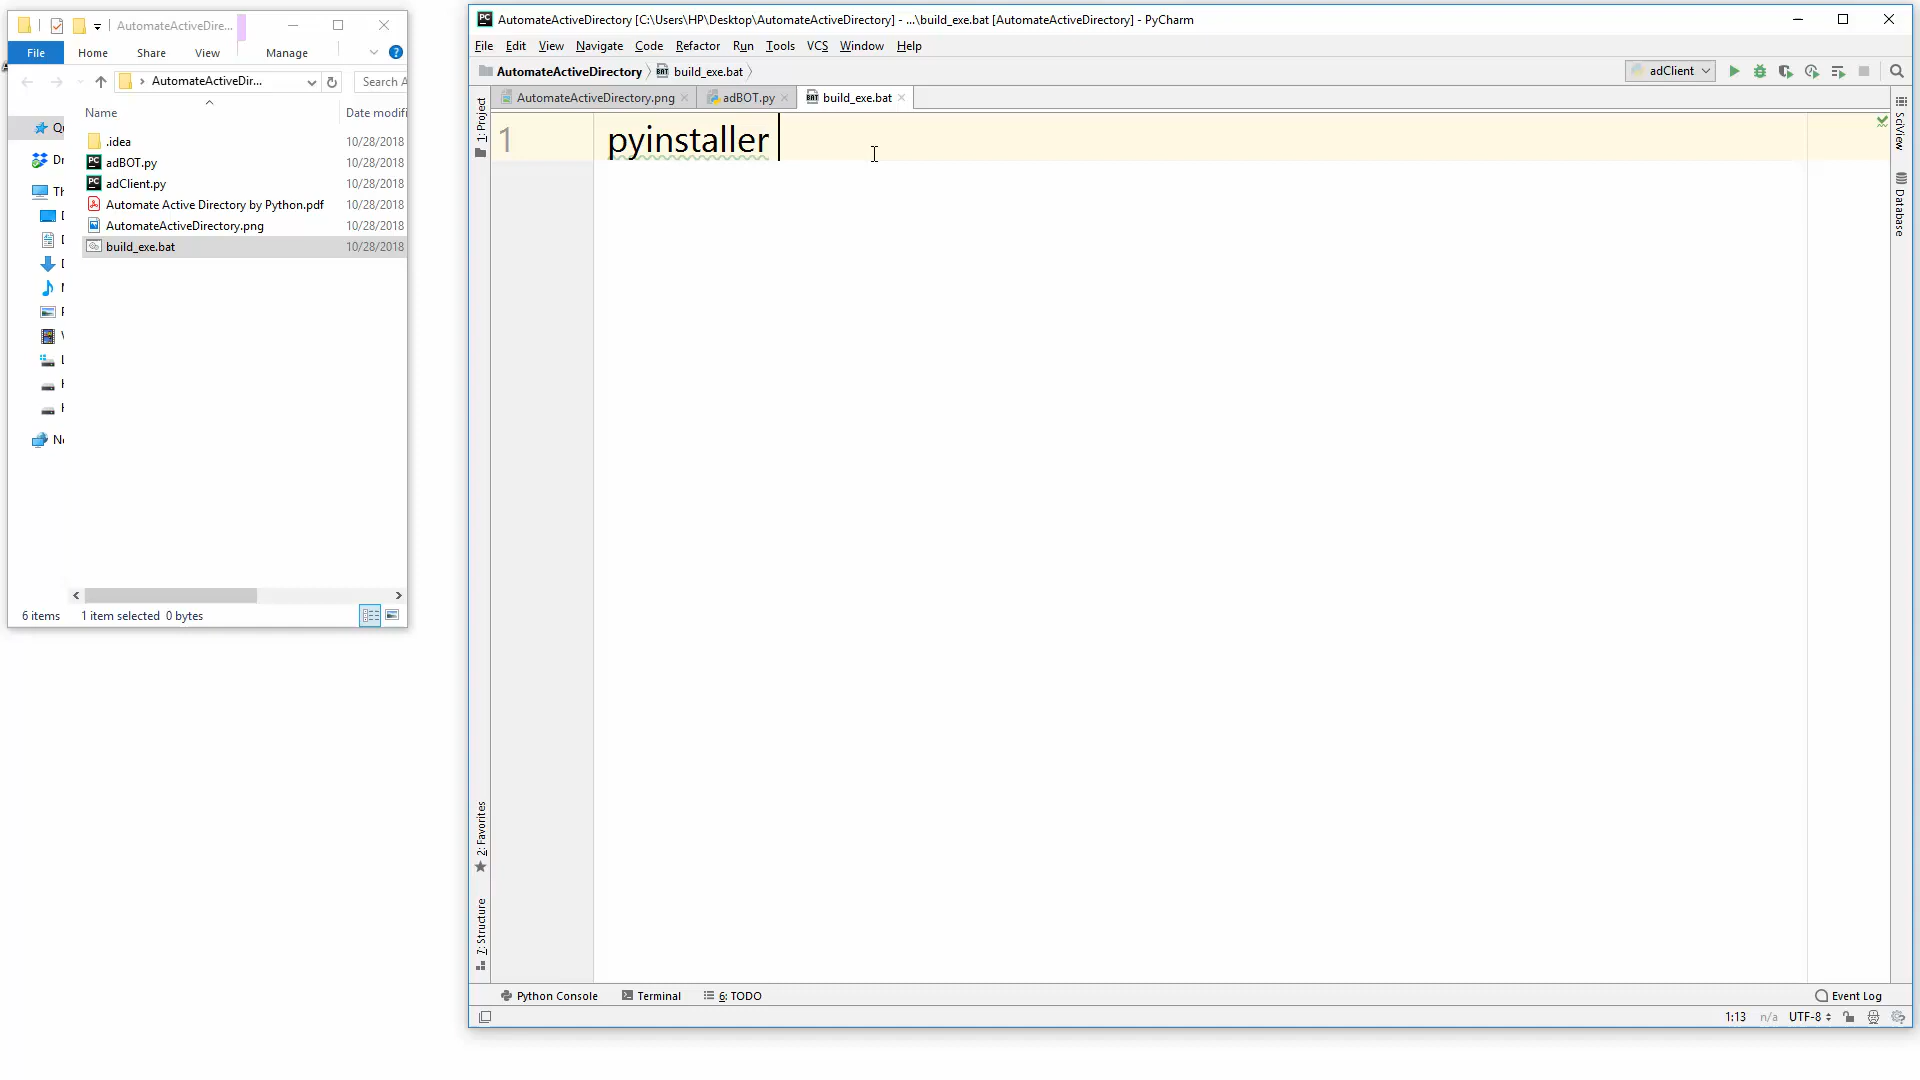 AutomateActiveDire...
File
Home
Share
View
Manage
AutomateActiveDir...
Search A
Name
Date modifi
.idea
10/28/2018
adBOT.py
10/28/2018
adClient.py
10/28/2018
Automate Active Directory by Python.pdf
10/28/2018
AutomateActiveDirectory.png
10/28/2018
build_exe.bat
10/28/2018
6 items
1 item selected 0 bytes
AutomateActiveDirectory [C:\Users\HP\Desktop\AutomateActiveDirectory] - ...\build_exe.bat [AutomateActiveDirectory] - PyCharm
File Edit View Navigate Code Refactor Run Tools VCS Window Help
AutomateActiveDirectory
build_exe.bat
adClient
AutomateActiveDirectory.png
adBOT.py
build_exe.bat
1 pyinstaller
1: Project
2: Favorites
7: Structure
SciView
Database
Python Console
Terminal
6: TODO
Event Log
1:13
n/a
UTF-8